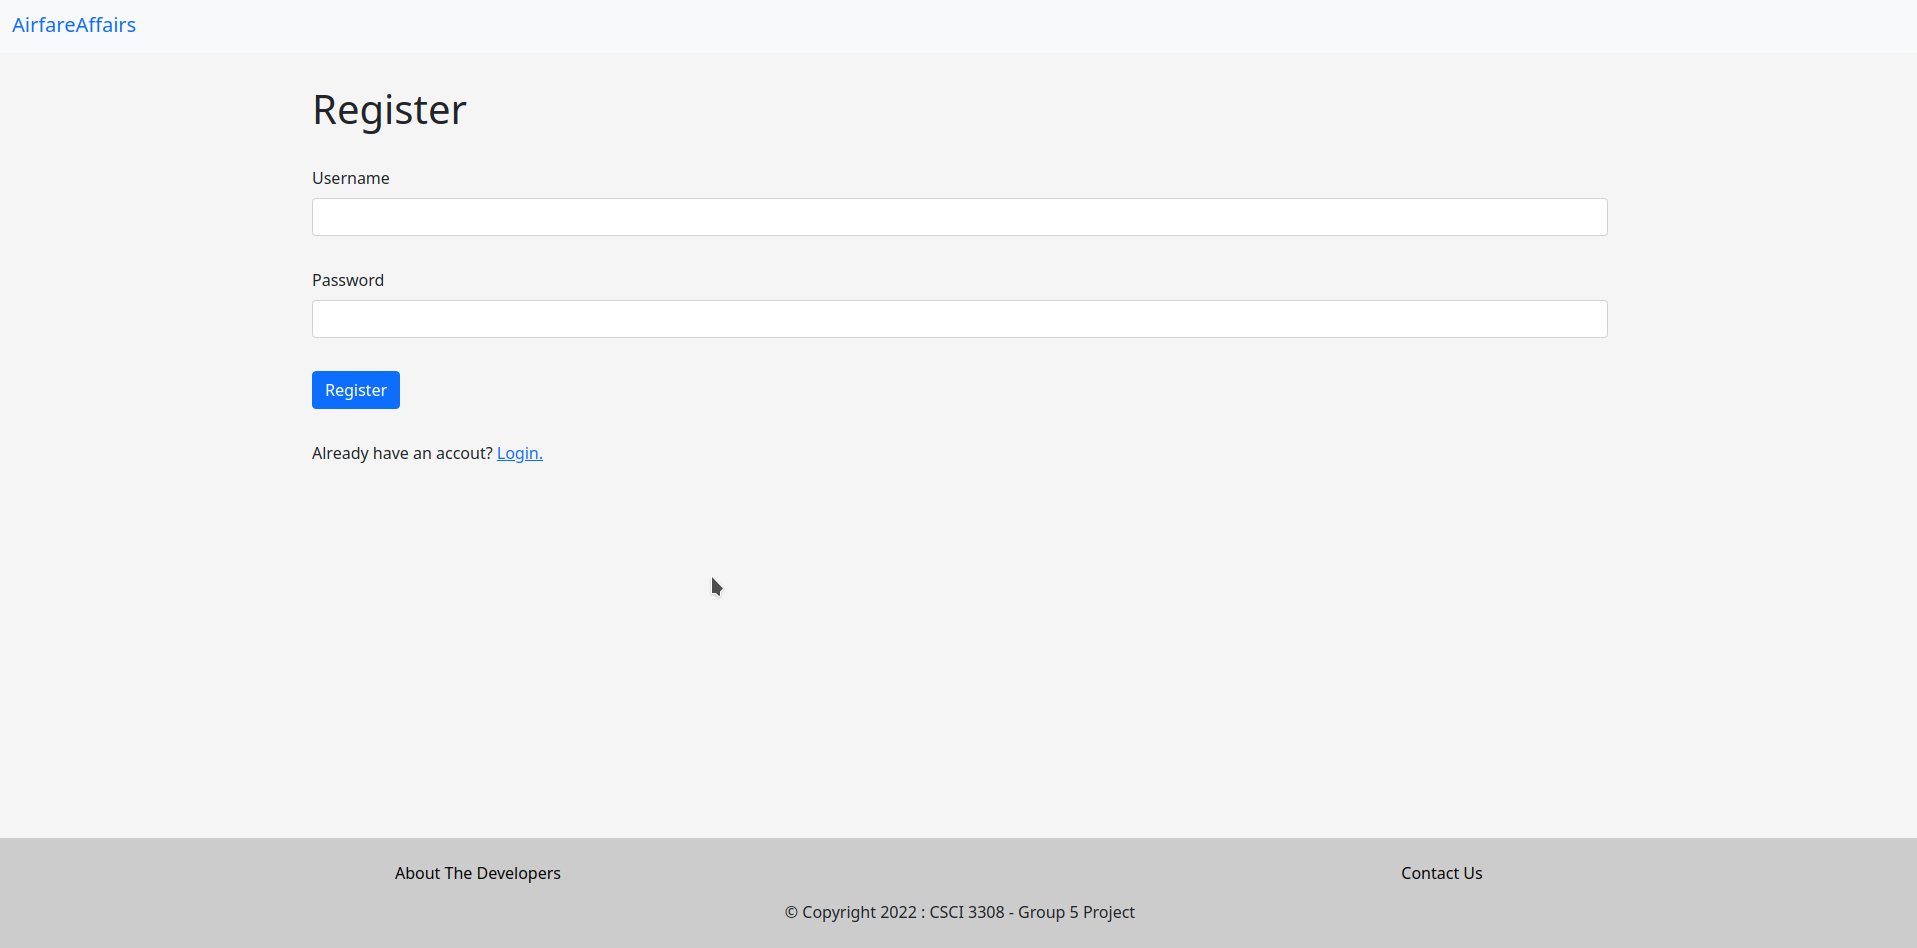 AirfareAffairs
Register
Username
Password
Register
Already have an accout? Login.
About The Developers
Contact Us
© Copyright 2022 : CSCI 3308 - Group 5 Project